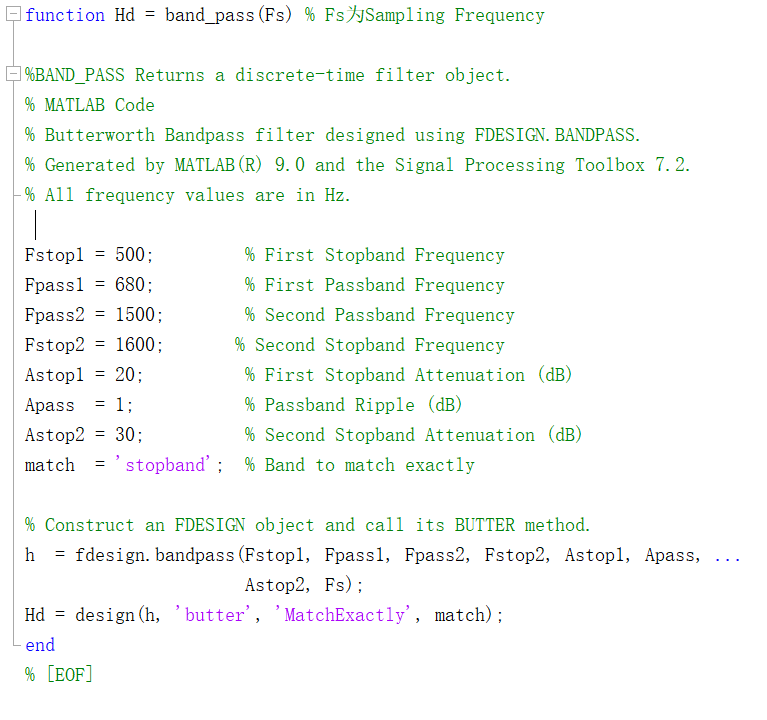 function Hd = band_pass(Fs) % Fs为Sampling Frequency
%BAND_PASS Returns a discrete-time filter object.
% MATLAB Code
% Butterworth Bandpass filter designed using FDESIGN.BANDPASS.
% Generated by MATLAB(R) 9.0 and the Signal Processing Toolbox 7.2.
% All frequency values are in Hz.
Fstop1 = 500;         % First Stopband Frequency
Fpass1 = 680;         % First Passband Frequency
Fpass2 = 1500;        % Second Passband Frequency
Fstop2 = 1600;       % Second Stopband Frequency
Astop1 = 20;          % First Stopband Attenuation (dB)
Apass  = 1;           % Passband Ripple (dB)
Astop2 = 30;          % Second Stopband Attenuation (dB)
match  = 'stopband';  % Band to match exactly
% Construct an FDESIGN object and call its BUTTER method.
h  = fdesign.bandpass(Fstop1, Fpass1, Fpass2, Fstop2, Astop1, Apass, ...
                      Astop2, Fs);
Hd = design(h, 'butter', 'MatchExactly', match);
end
% [EOF]